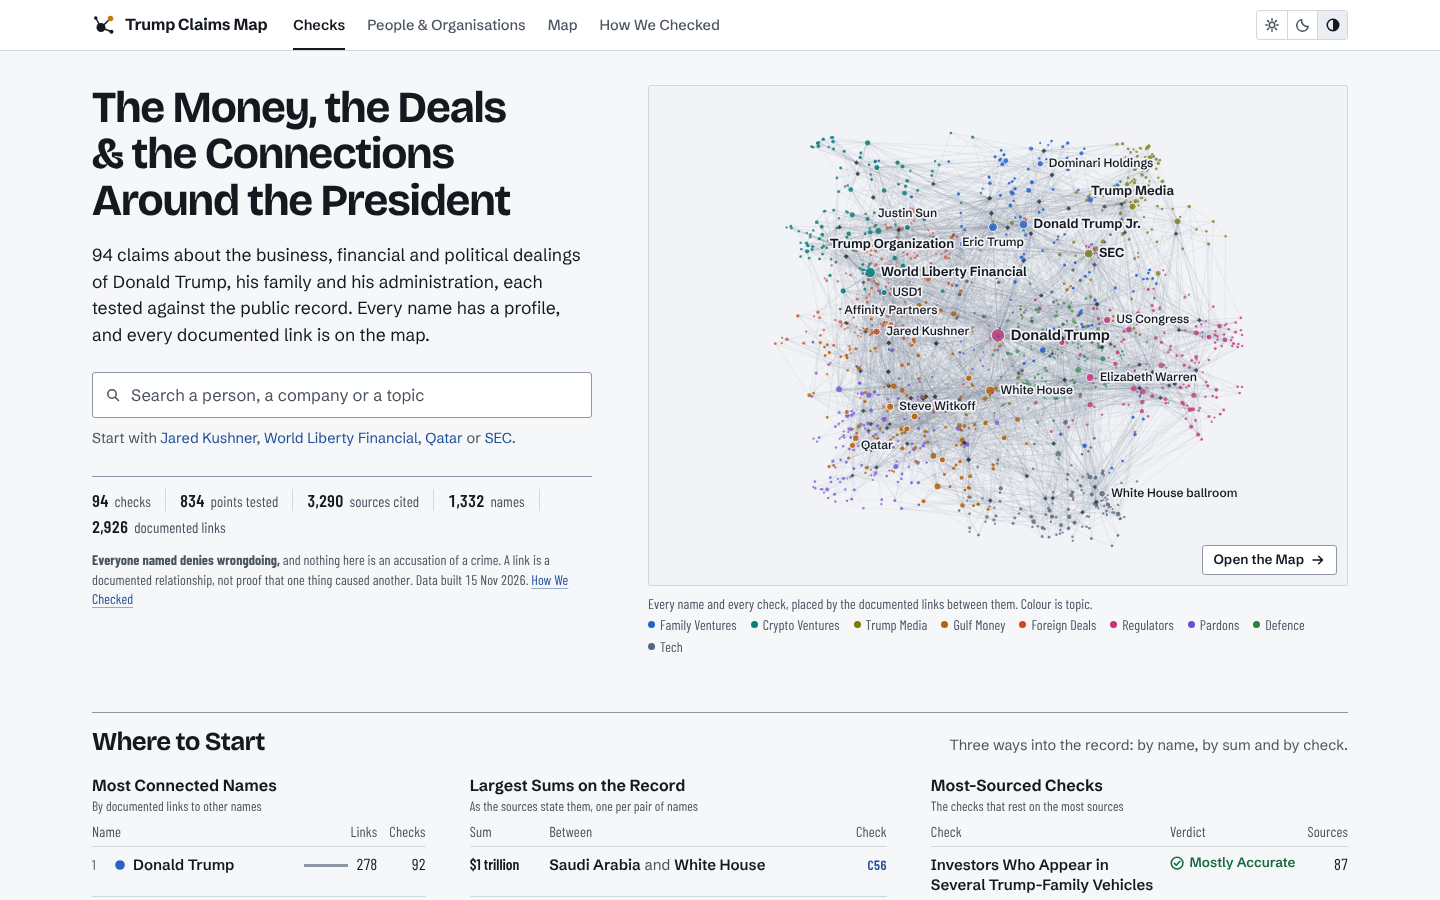 Trump Claims Map
Checks
People & Organisations
Map
How We Checked
The Money, the Deals
& the Connections
Around the President
94 claims about the business, financial and political dealings
of Donald Trump, his family and his administration, each
tested against the public record. Every name has a profile,
and every documented link is on the map.
Search a person, a company or a topic
Start with Jared Kushner, World Liberty Financial, Qatar or SEC.
94 checks
834 points tested
3,290 sources cited
1,332 names
2,926 documented links
Everyone named denies wrongdoing, and nothing here is an accusation of a crime. A link is a
documented relationship, not proof that one thing caused another. Data built 15 Nov 2026. How We
Checked
Dominari Holdings
Trump Media
Justin Sun
Donald Trump Jr.
Trump Organization
Eric Trump
SEC
World Liberty Financial
USD1
Affinity Partners
US Congress
Jared Kushner
Donald Trump
Elizabeth Warren
White House
Steve Witkoff
Qatar
White House ballroom
Open the Map →
Every name and every check, placed by the documented links between them. Colour is topic.
Family Ventures
Crypto Ventures
Trump Media
Gulf Money
Foreign Deals
Regulators
Pardons
Defence
Tech
Where to Start
Three ways into the record: by name, by sum and by check.
Most Connected Names
By documented links to other names
Name Links Checks
1 Donald Trump 278 92
Largest Sums on the Record
As the sources state them, one per pair of names
Sum Between Check
$1 trillion Saudi Arabia and White House C56
Most-Sourced Checks
The checks that rest on the most sources
Check Verdict Sources
Investors Who Appear in Mostly Accurate 87
Several Trump-Family Vehicles